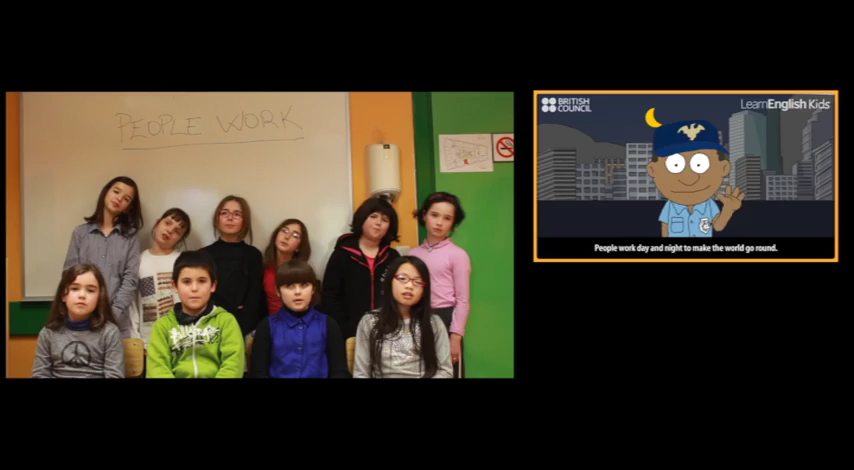 PEOPLE WORK
BRITISH
COUNCIL
LearnEnglish Kids
People work day and night to make the world go round.